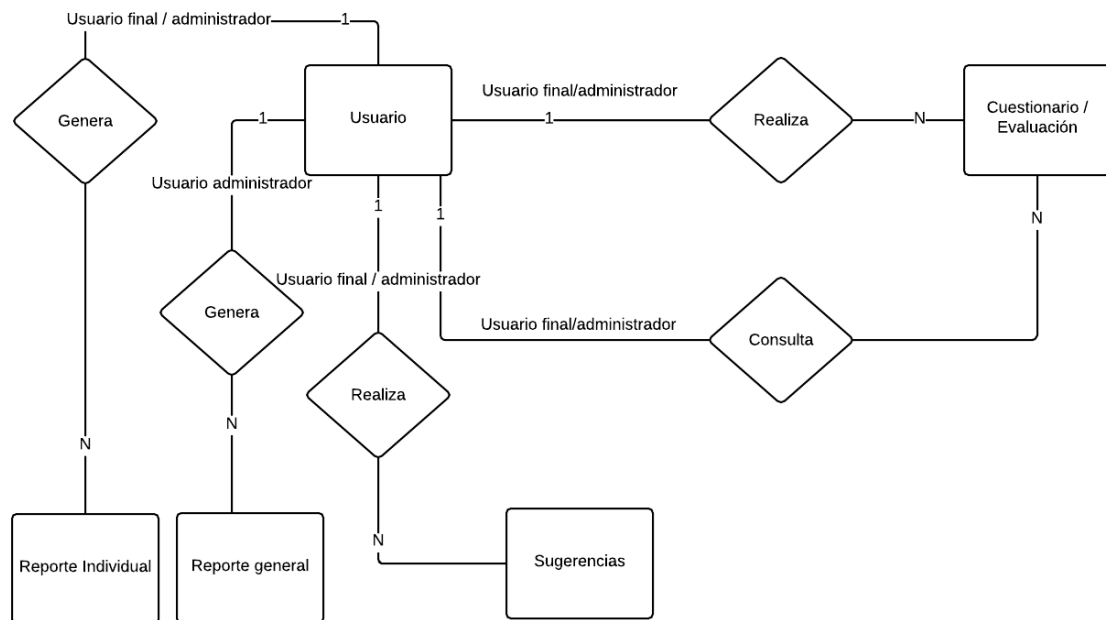 Usuario final / administrador
1
Genera
Usuario
1
Usuario final/administrador
1
Realiza
N
Cuestionario /
Evaluación
Usuario administrador
1
1
N
Usuario final / administrador
Genera
Usuario final/administrador
Consulta
Realiza
N
N
N
Reporte Individual
Reporte general
Sugerencias